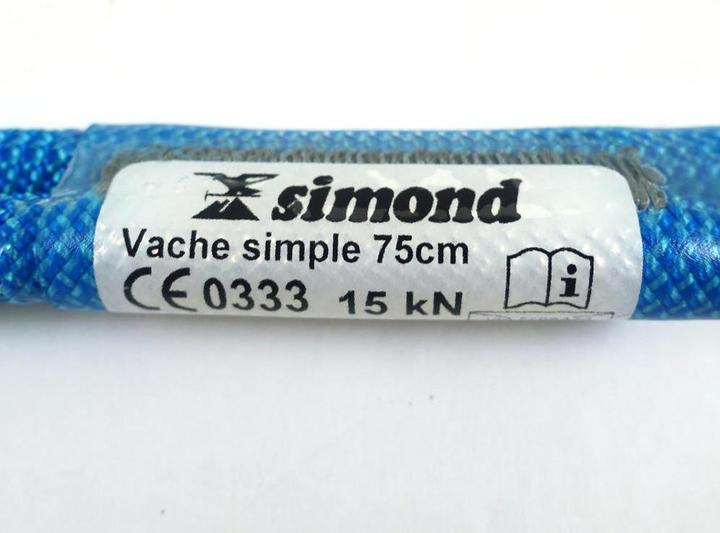 simond
Vache simple 75cm
CE 0333 15 kN
i